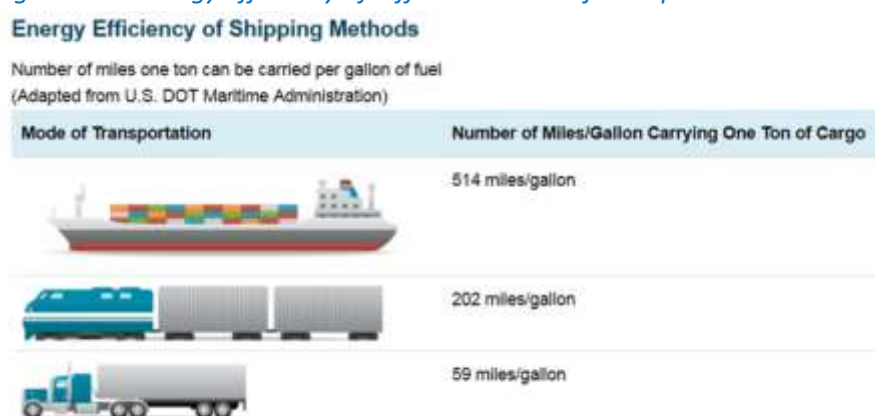 Energy Efficiency of Shipping Methods
Number of miles one ton can be carried per gallon of fuel
(Adapted from U.S. DOT Maritime Administration)
Mode of Transportation Number of Miles/Gallon Carrying One Ton of Cargo
514 miles/gallon
202 miles/gallon
59 miles/gallon